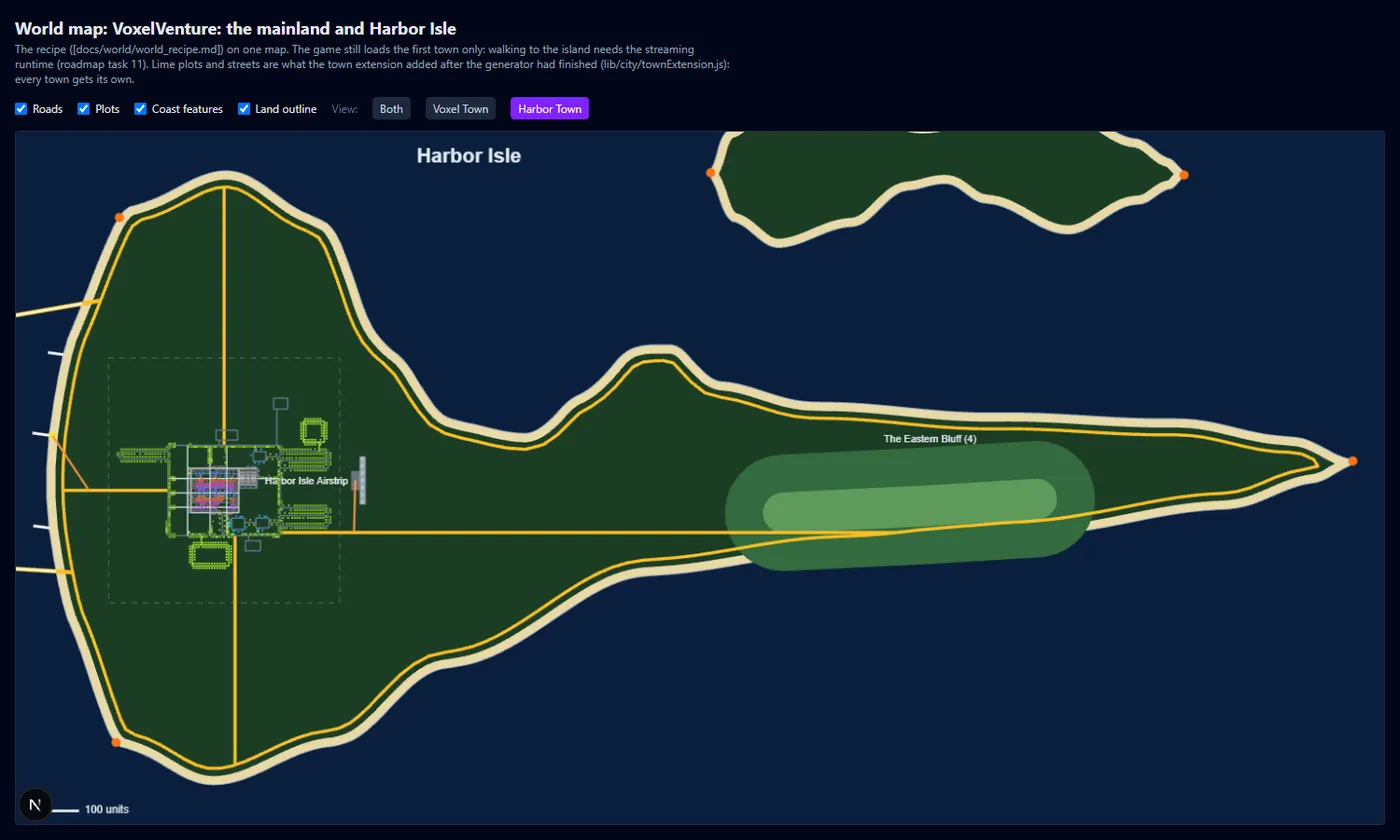 World map: VoxelVenture: the mainland and Harbor Isle
The recipe ([docs/world/world_recipe.md]) on one map. The game still loads the first town only: walking to the island needs the streaming
runtime (roadmap task 11). Lime plots and streets are what the town extension added after the generator had finished (lib/city/townExtension.js):
every town gets its own.
Roads Plots Coast features Land outline View: Both Voxel Town Harbor Town
Harbor Isle
The Eastern Bluff (4)
Harbor Isle Airstrip
N
100 units